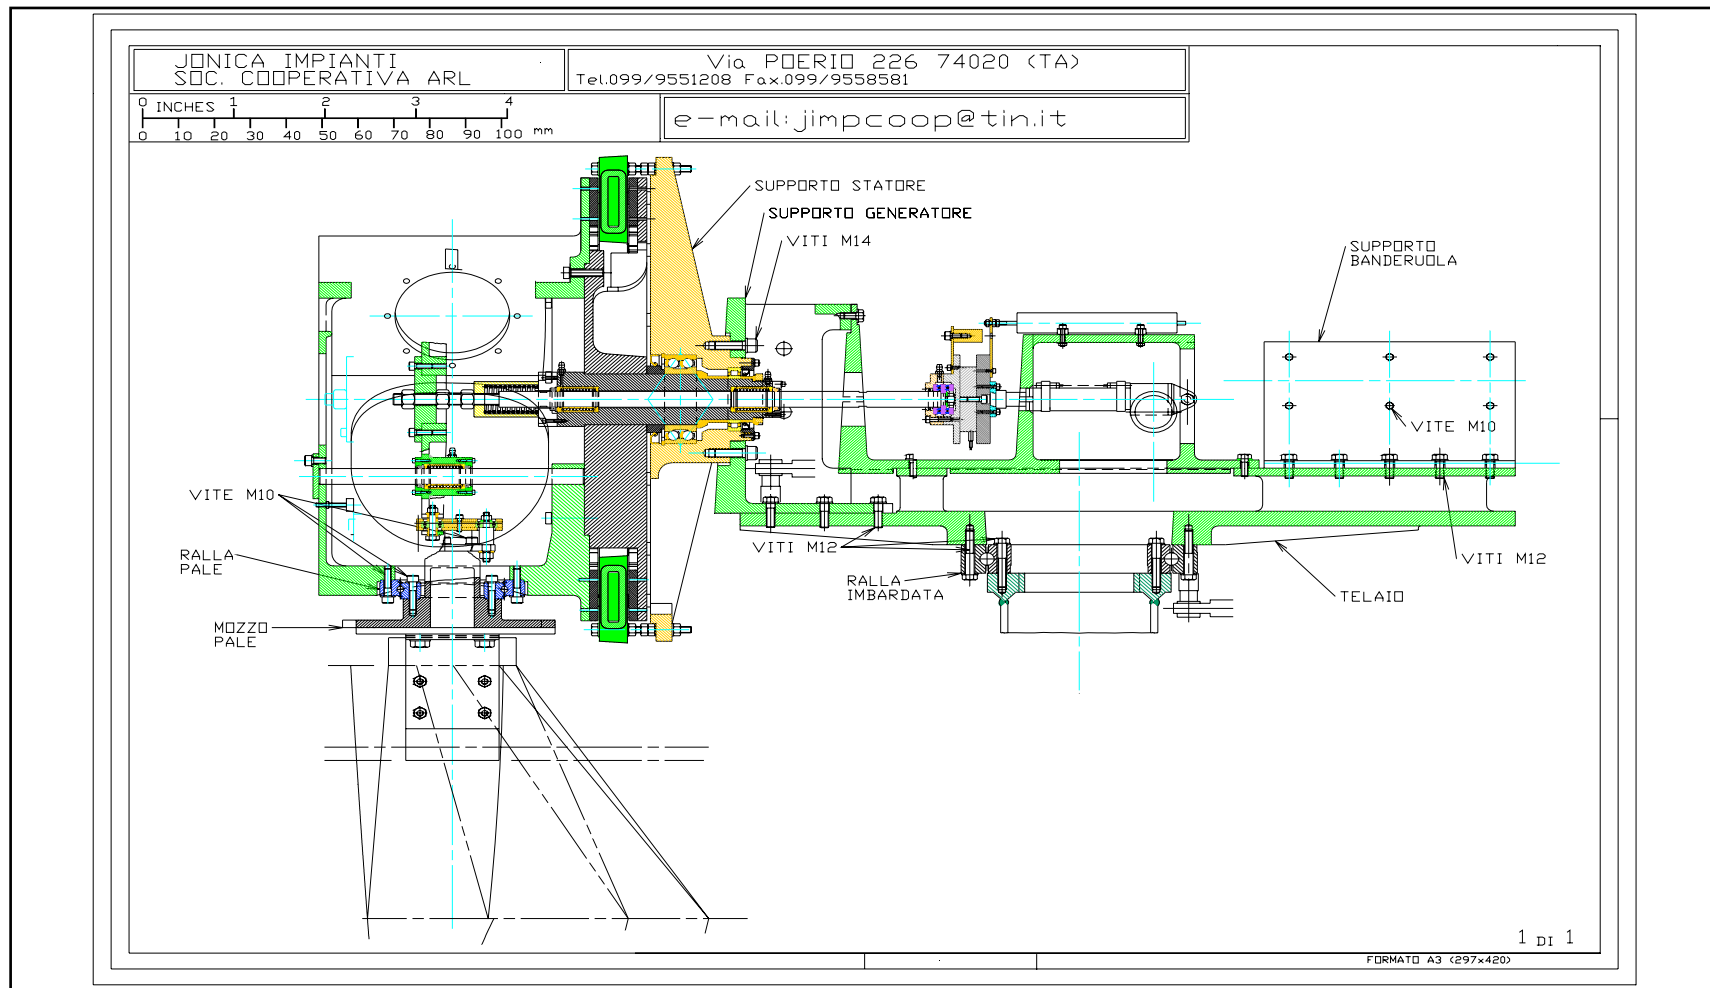 JONICA IMPIANTI
SOC. COOPERATIVA ARL
Via POERIO 226 74020 (TA)
Tel.099/9551208 Fax.099/9558581
0 INCHES 1 2 3 4
0 10 20 30 40 50 60 70 80 90 100 mm
e-mail:jimpcoop@tin.it
SUPPORTO STATORE
SUPPORTO GENERATORE
VITI M14
SUPPORTO
BANDERUOLA
VITE M10
VITE M10
VITI M12
VITI M12
RALLA
PALE
RALLA
IMBARDATA
TELAIO
MOZZO
PALE
1 DI 1
FORMATO A3 (297x420)